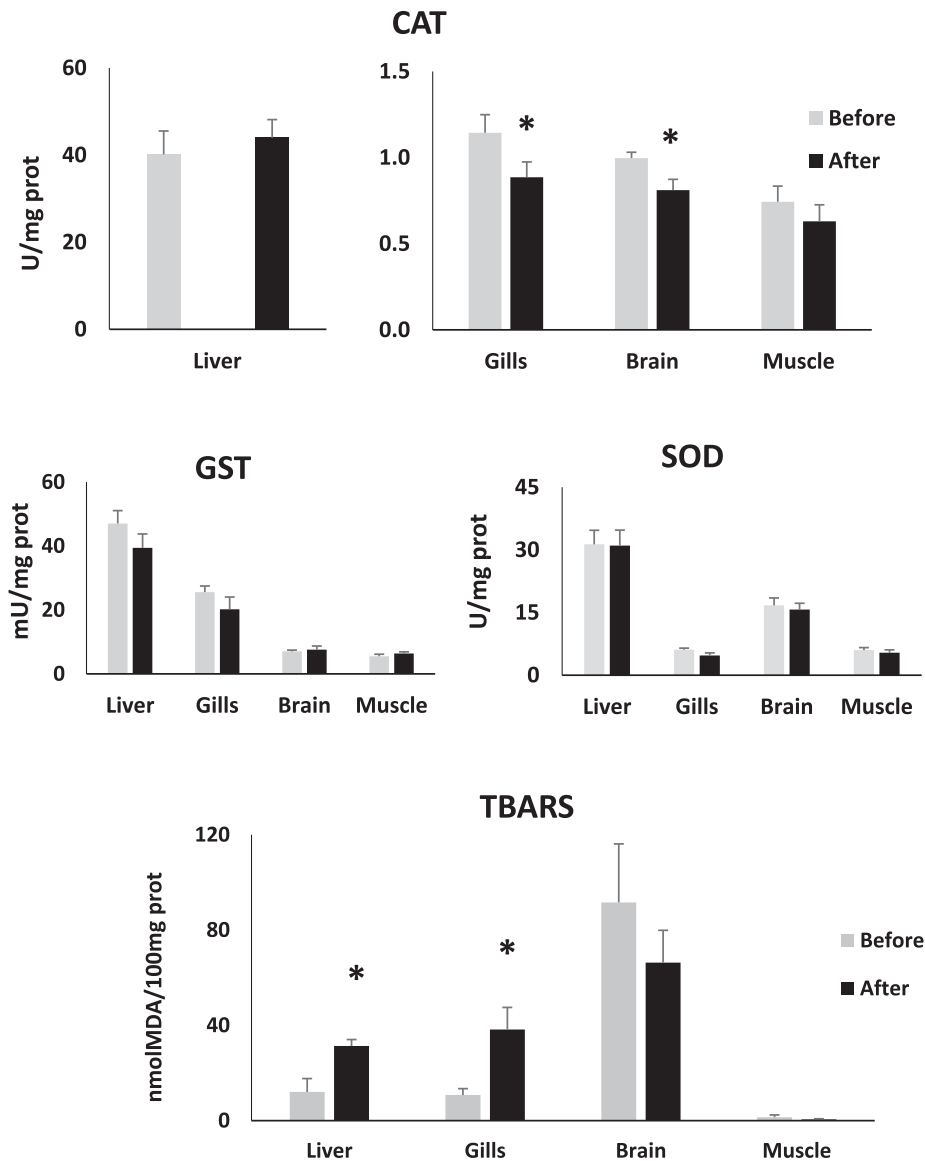 CAT
60
40
20
0
U/mg prot
Liver
1.5
1.0
0.5
0.0
* *
Gills Brain Muscle
Before
After
GST
60
40
20
0
mU/mg prot
Liver Gills Brain Muscle
SOD
45
30
15
0
U/mg prot
Liver Gills Brain Muscle
TBARS
120
80
40
0
nmolMDA/100mg prot
* *
Liver Gills Brain Muscle
Before
After